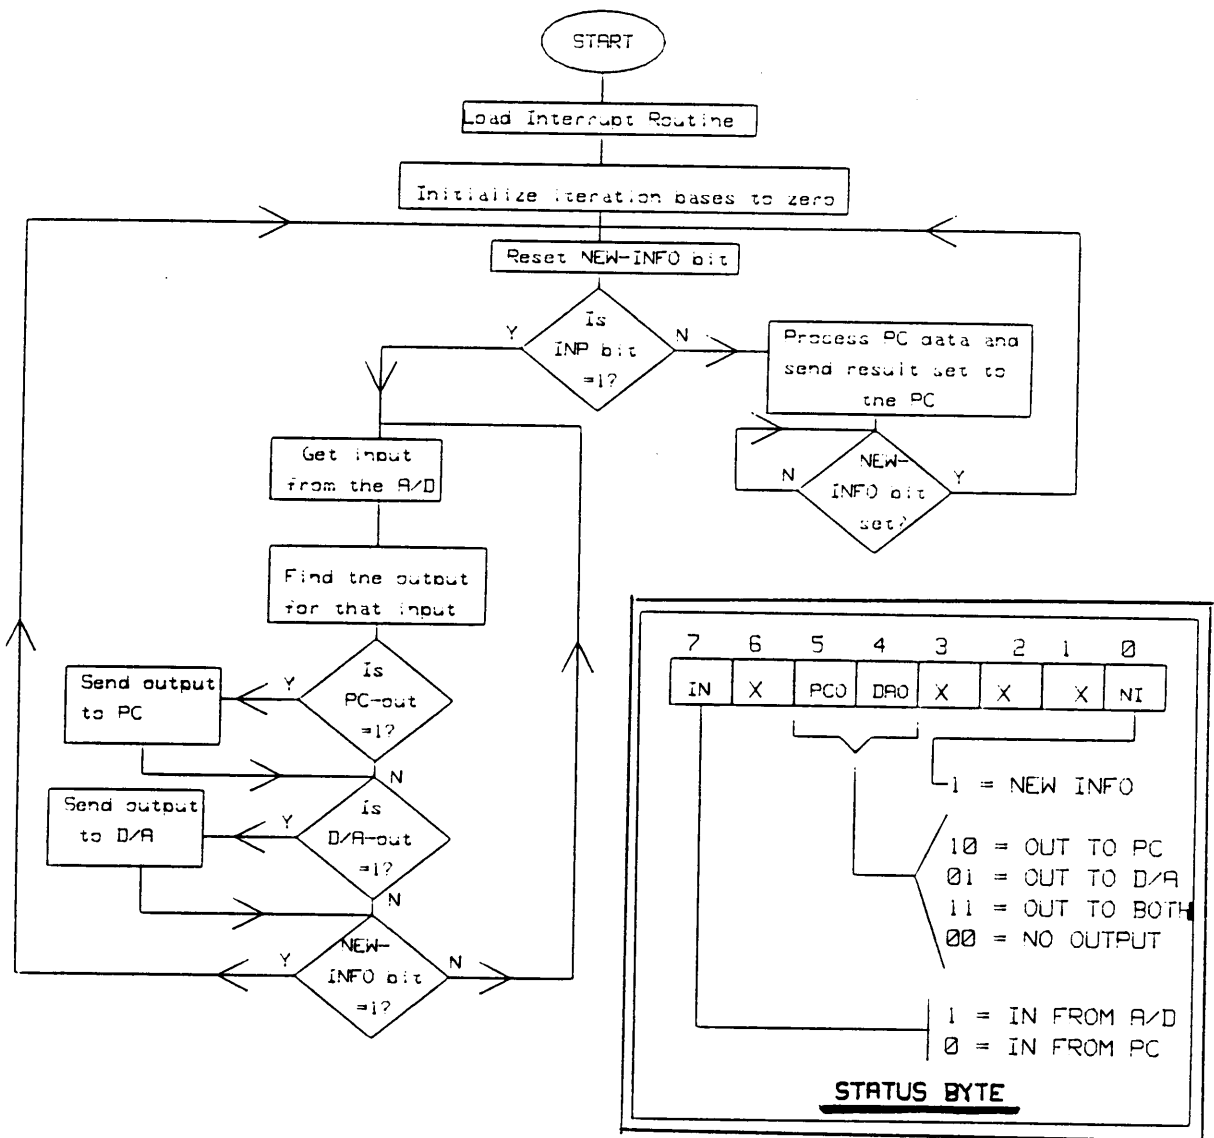 START
Load Interrupt Routine
Initialize iteration bases to zero
Reset NEW-INFO bit
Is
INP bit
=1?
Y
N
Process PC data and
send result set to
the PC
NEW-
INFO bit
set?
N
Y
Get input
from the A/D
Find the output
for that input
Is
PC-out
=1?
Y
N
Send output
to PC
Is
D/A-out
=1?
Y
N
Send output
to D/A
NEW-
INFO bit
=1?
Y
N
7 6 5 4 3 2 1 0
IN X PCO DAO X X X NI
1 = NEW INFO
10 = OUT TO PC
01 = OUT TO D/A
11 = OUT TO BOTH
00 = NO OUTPUT
1 = IN FROM A/D
0 = IN FROM PC
STATUS BYTE